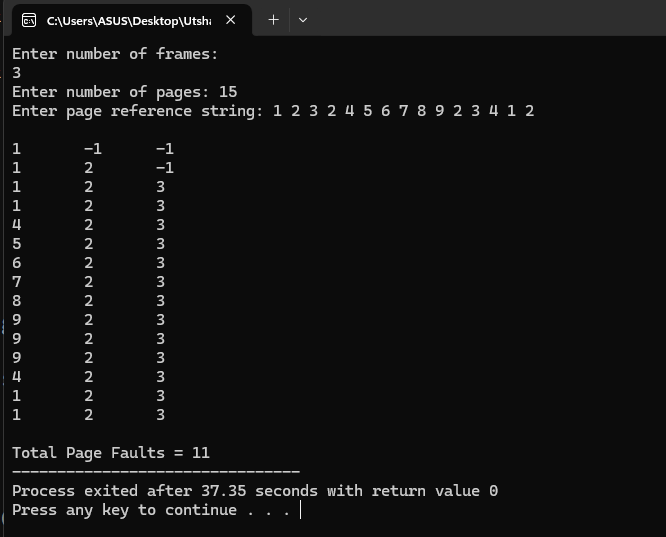 C:\Users\ASUS\Desktop\Utsha
Enter number of frames:
3
Enter number of pages: 15
Enter page reference string: 1 2 3 2 4 5 6 7 8 9 2 3 4 1 2
1 -1 -1
1 2 -1
1 2 3
1 2 3
4 2 3
5 2 3
6 2 3
7 2 3
8 2 3
9 2 3
9 2 3
9 2 3
4 2 3
1 2 3
1 2 3
Total Page Faults = 11
--------------------------------
Process exited after 37.35 seconds with return value 0
Press any key to continue . . .